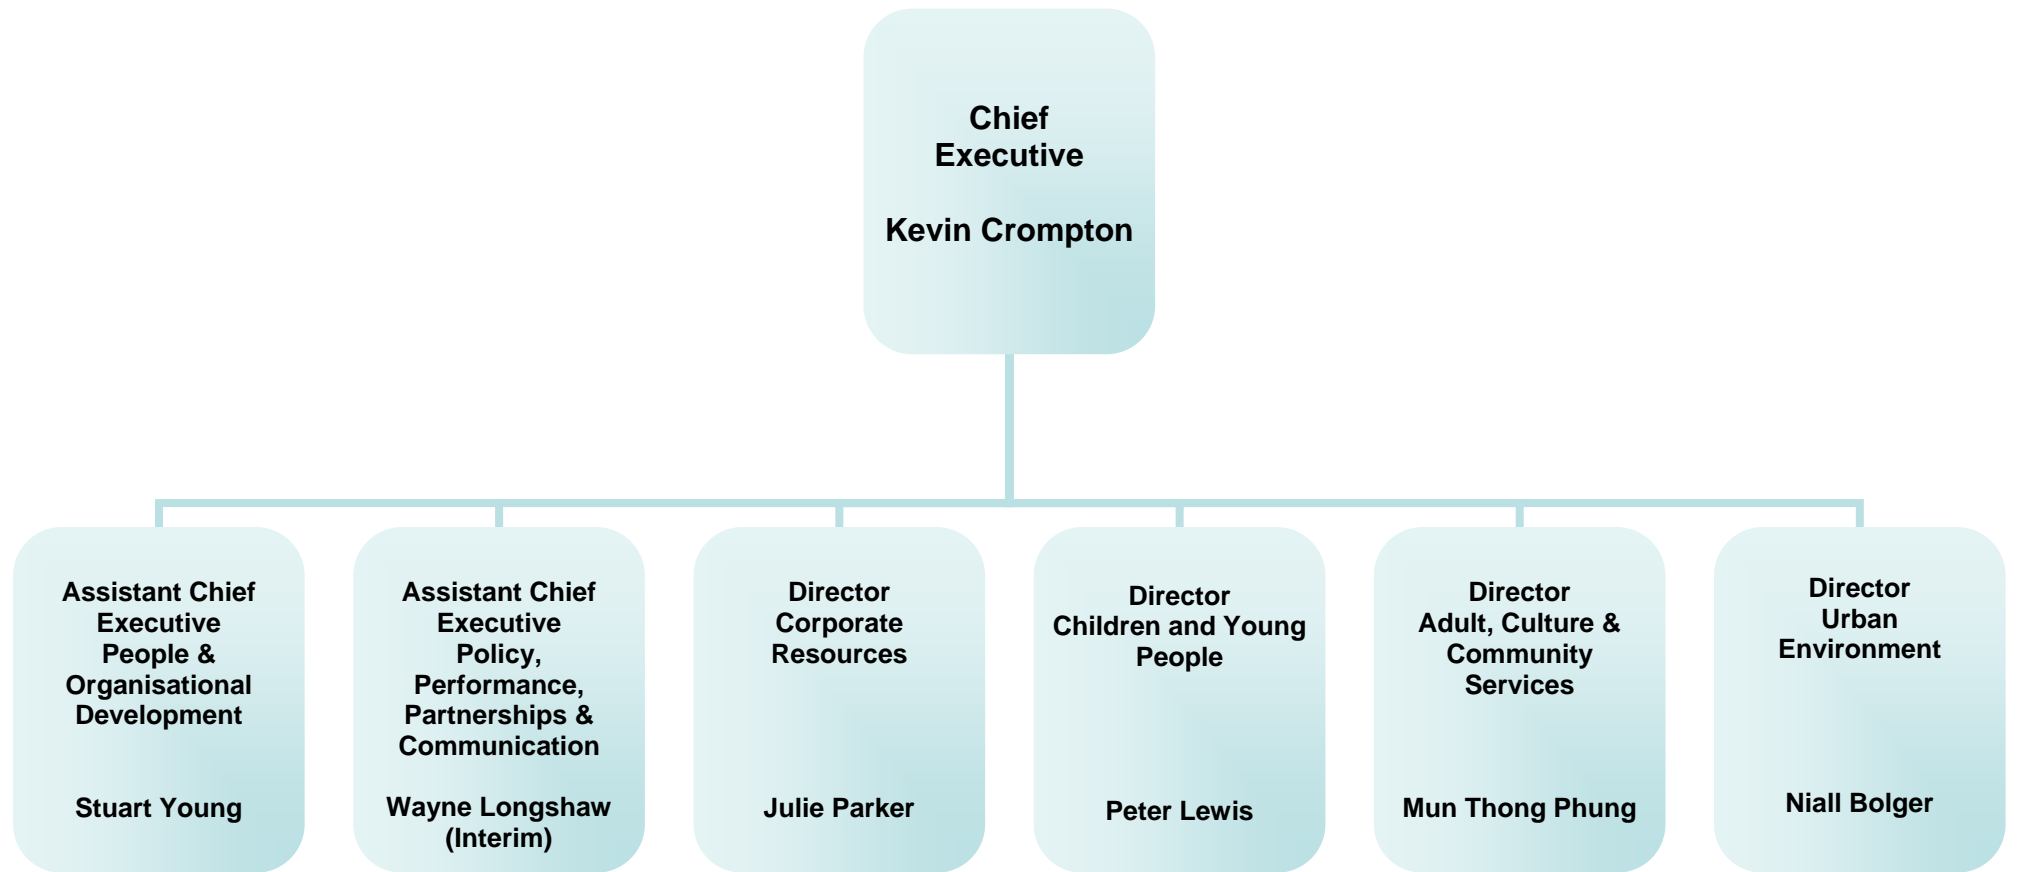 Chief
Executive
Kevin Crompton
Assistant Chief
Executive
People &
Organisational
Development
Stuart Young
Assistant Chief
Executive
Policy,
Performance,
Partnerships &
Communication
Wayne Longshaw
(Interim)
Director
Corporate
Resources
Julie Parker
Director
Children and Young
People
Peter Lewis
Director
Adult, Culture &
Community
Services
Mun Thong Phung
Director
Urban
Environment
Niall Bolger